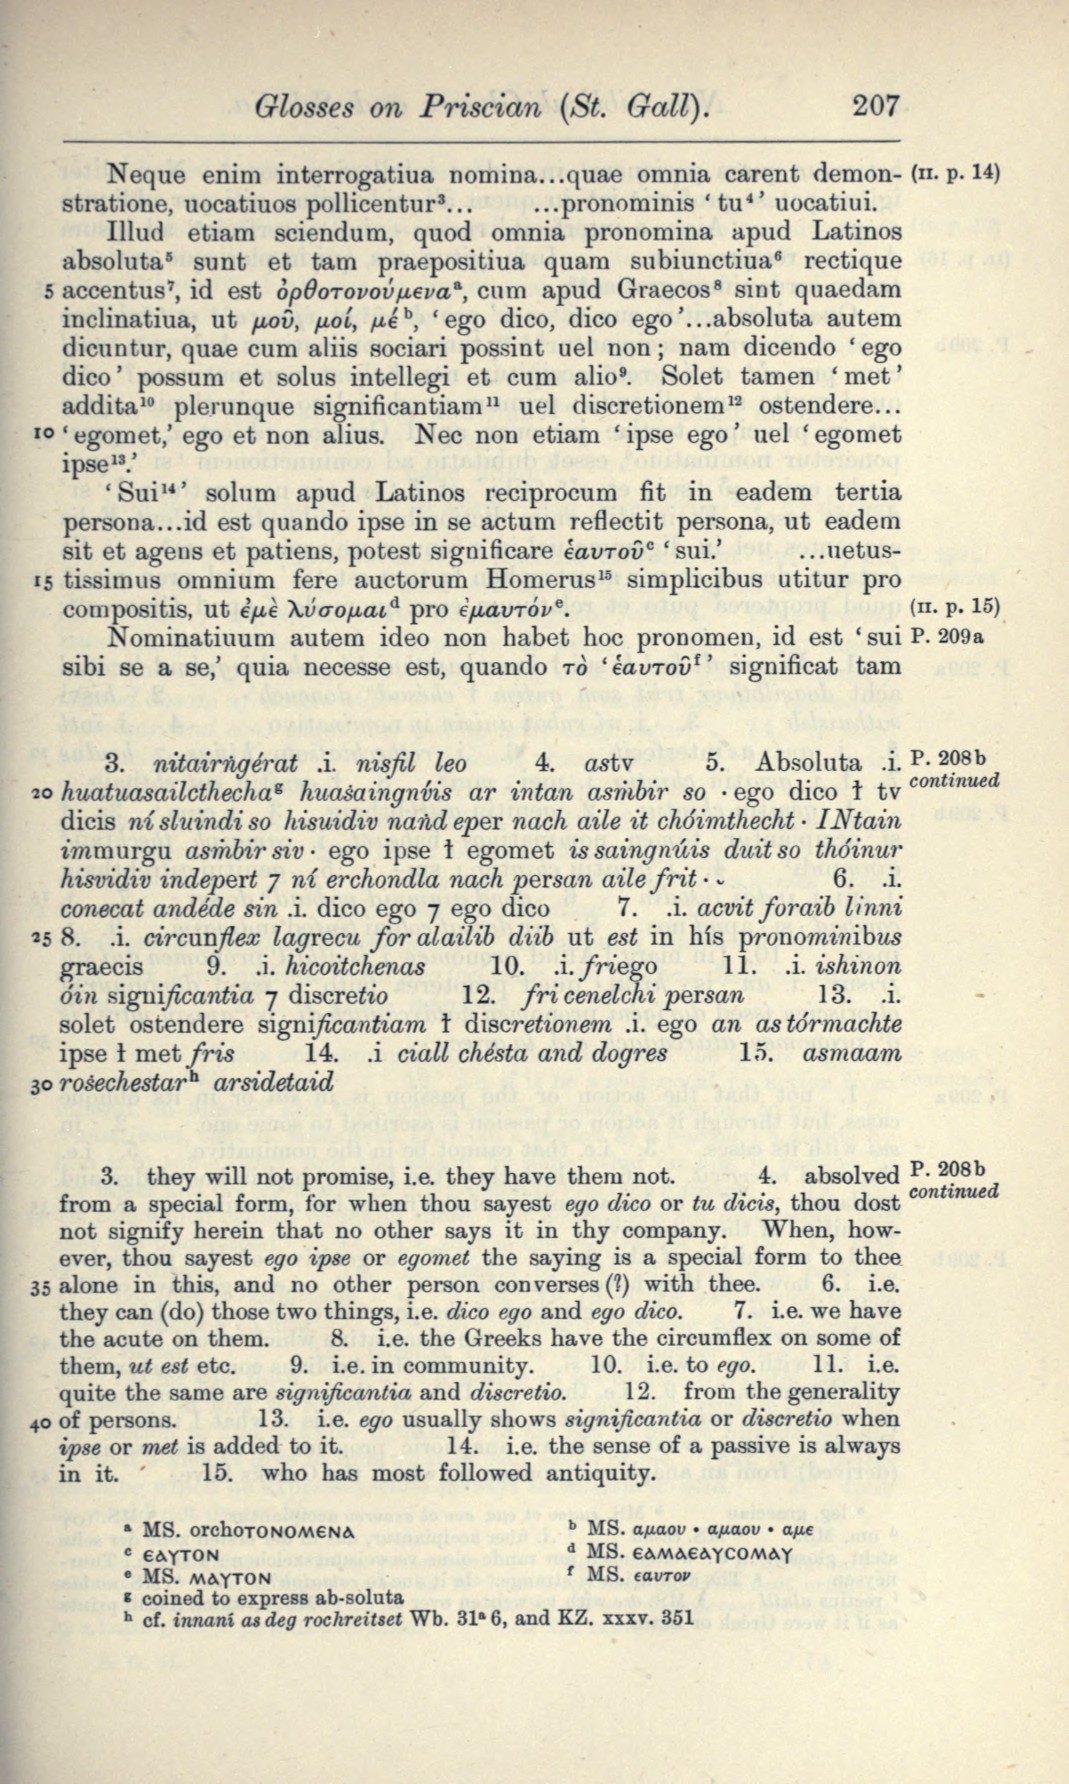 Glosses on Priscian (St. Gall). 207
Neque enim interrogatiua nomina...quae omnia carent demon- (II. p. 14)
stratione, uocatiuos pollicentur³... ...pronominis ‘tu⁴’ uocatiui.
Illud etiam sciendum, quod omnia pronomina apud Latinos
absoluta⁵ sunt et tam praepositiua quam subiunctiua⁶ rectique
5 accentus⁷, id est ὀρθοτονούμεναᵃ, cum apud Graecos⁸ sint quaedam
inclinatiua, ut μοῦ, μοί, μέᵇ, ‘ego dico, dico ego’...absoluta autem
dicuntur, quae cum aliis sociari possint uel non; nam dicendo ‘ego
dico’ possum et solus intellegi et cum alio⁹. Solet tamen ‘met’
addita¹⁰ plerunque significantiam¹¹ uel discretionem¹² ostendere...
10 ‘egomet,’ ego et non alius. Nec non etiam ‘ipse ego’ uel ‘egomet
ipse¹³.’
‘Sui¹⁴’ solum apud Latinos reciprocum fit in eadem tertia
persona...id est quando ipse in se actum reflectit persona, ut eadem
sit et agens et patiens, potest significare ἑαυτοῦᶜ ‘sui.’ ...uetus-
15 tissimus omnium fere auctorum Homerus¹⁵ simplicibus utitur pro
compositis, ut ἐμὲ λύσομαιᵈ pro ἐμαυτόνᵉ. (II. p. 15)
Nominatiuum autem ideo non habet hoc pronomen, id est ‘sui P. 209a
sibi se a se,’ quia necesse est, quando τὸ ‘ἑαυτοῦᶠ’ significat tam
3. nitairṅgérat .i. nisfil leo 4. astv 5. Absoluta .i. P. 208b
20 huatuasailcthechaᵍ huaṡaingnúis ar intan asṁbir so · ego dico ɫ tv continued
dicis ní sluindi so hisuidiv naṅd eper nach aile it chóimthecht · INtain
immurgu asṁbir siv · ego ipse ɫ egomet is saingnúis duit so thóinur
hisvidiv indepert ⁊ ní erchondla nach persan aile frit · ⌄ 6. .i.
conecat andéde sin .i. dico ego ⁊ ego dico 7. .i. acvit foraib linni
25 8. .i. circunflex lagrecu for alailib diib ut est in his pronominibus
graecis 9. .i. hicoitchenas 10. .i. friego 11. .i. ishinon
óin significantia ⁊ discretio 12. fri cenelchi persan 13. .i.
solet ostendere significantiam ɫ discretionem .i. ego an as tórmachte
ipse ɫ met fris 14. .i ciall chésta and dogres 15. asmaam
30 roṡechestarʰ arsidetaid
3. they will not promise, i.e. they have them not. 4. absolved P. 208b
from a special form, for when thou sayest ego dico or tu dicis, thou dost continued
not signify herein that no other says it in thy company. When, how-
ever, thou sayest ego ipse or egomet the saying is a special form to thee
35 alone in this, and no other person converses (?) with thee. 6. i.e.
they can (do) those two things, i.e. dico ego and ego dico. 7. i.e. we have
the acute on them. 8. i.e. the Greeks have the circumflex on some of
them, ut est etc. 9. i.e. in community. 10. i.e. to ego. 11. i.e.
quite the same are significantia and discretio. 12. from the generality
40 of persons. 13. i.e. ego usually shows significantia or discretio when
ipse or met is added to it. 14. i.e. the sense of a passive is always
in it. 15. who has most followed antiquity.
ᵃ MS. orchoτονομενα ᵇ MS. αμαου · αμαου · αμε
ᶜ εαυτον ᵈ MS. εαμαεαυcομαυ
ᵉ MS. μαυτον ᶠ MS. εαυτον
ᵍ coined to express ab-soluta
ʰ cf. innaní as deg rochreitset Wb. 31ᵃ 6, and KZ. xxxv. 351